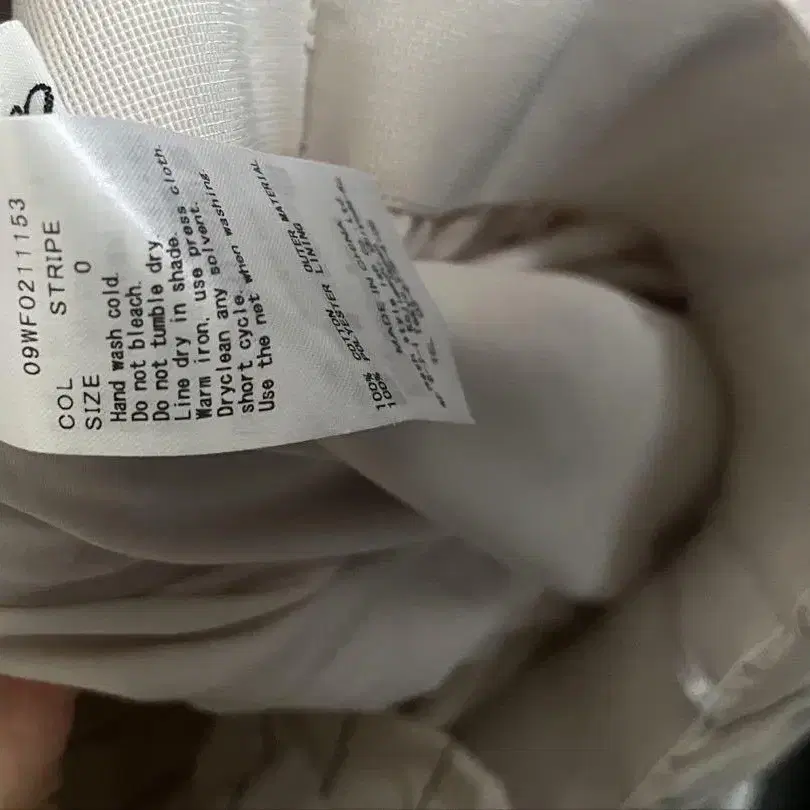 09WF0211153
COL STRIPE
SIZE 0
Hand wash cold.
Do not bleach.
Do not tumble dry.
Line dry in shade.
Warm iron, use press cloth.
Dryclean any solvent.
short cycle. when washing.
Use the net
100% COTTON OUTER MATERIAL
100% POLYESTER LINING
MADE IN